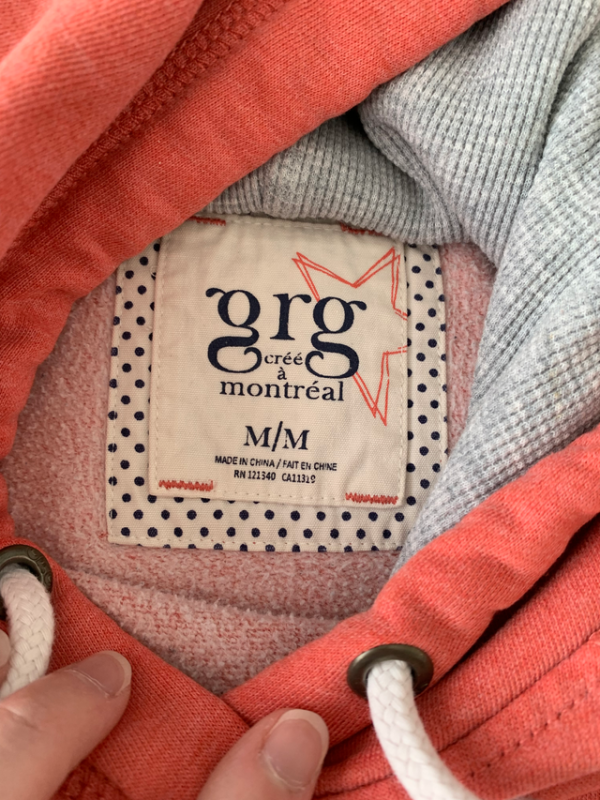 grg
créé
à
montréal
M/M
MADE IN CHINA / FAIT EN CHINE
RN 121340 CA11319